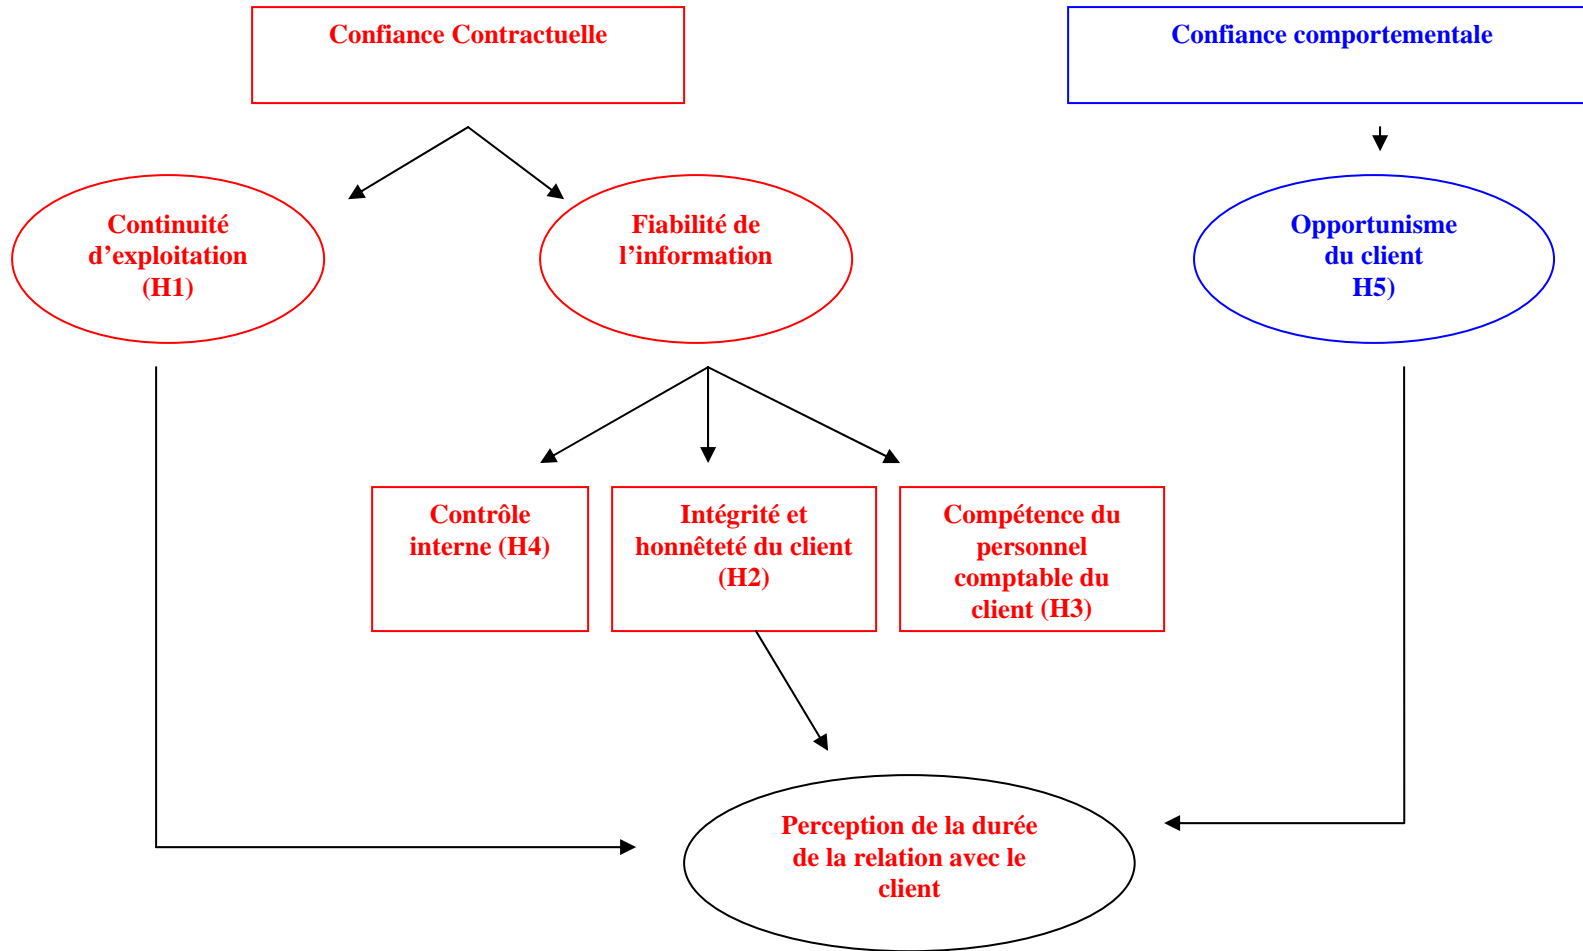 Confiance Contractuelle
Confiance comportementale
Continuité
d’exploitation
(H1)
Fiabilité de
l’information
Opportunisme
du client
H5)
Contrôle
interne (H4)
Intégrité et
honnêteté du client
(H2)
Compétence du
personnel
comptable du
client (H3)
Perception de la durée
de la relation avec le
client